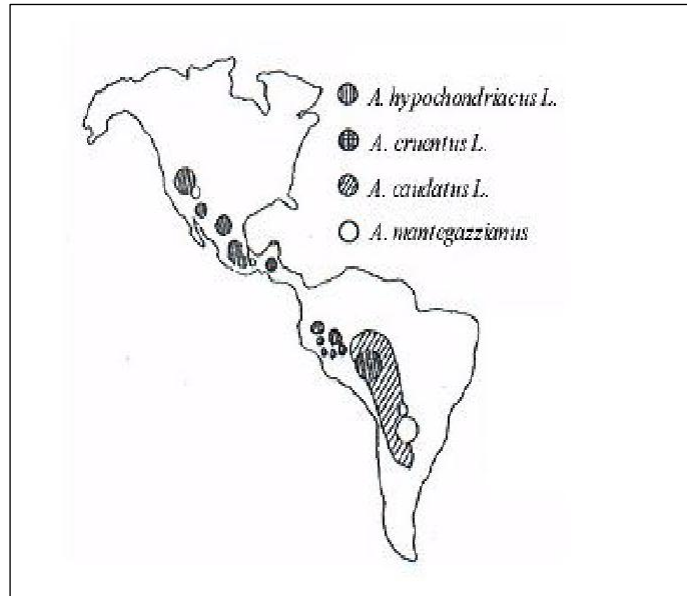 A. hypochondriacus L.
A. cruentus L.
A. caudatus L.
A. mantegazzianus